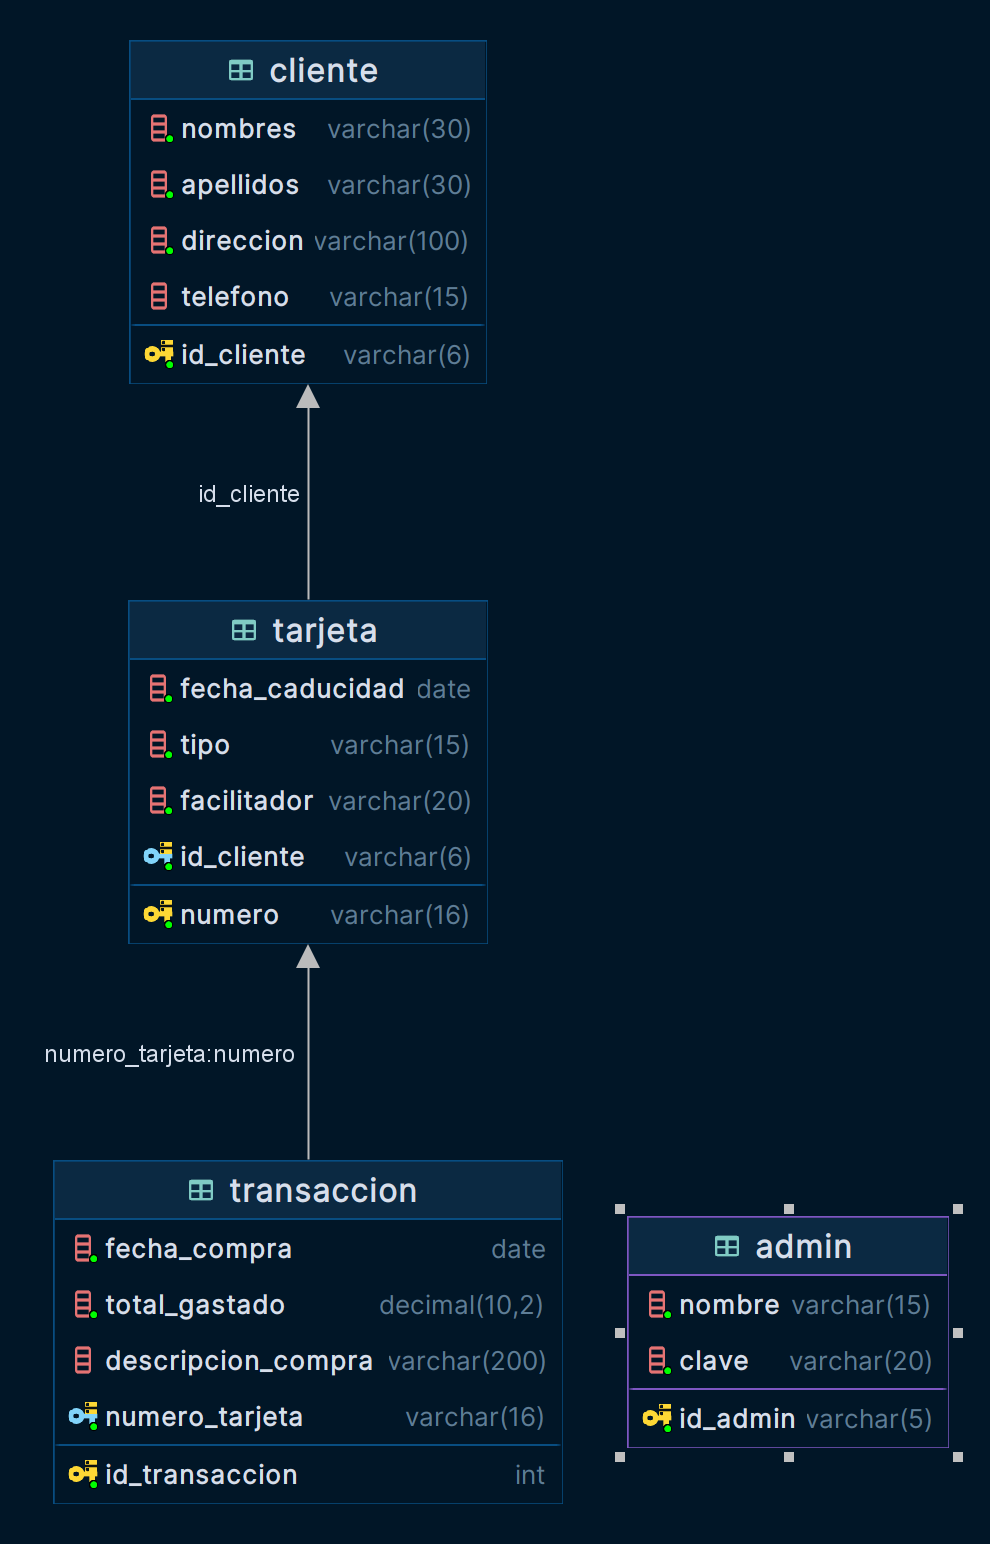 cliente
nombres varchar(30)
apellidos varchar(30)
direccion varchar(100)
telefono varchar(15)
id_cliente varchar(6)
id_cliente
tarjeta
fecha_caducidad date
tipo varchar(15)
facilitador varchar(20)
id_cliente varchar(6)
numero varchar(16)
numero_tarjeta:numero
transaccion
fecha_compra date
total_gastado decimal(10,2)
descripcion_compra varchar(200)
numero_tarjeta varchar(16)
id_transaccion int
admin
nombre varchar(15)
clave varchar(20)
id_admin varchar(5)